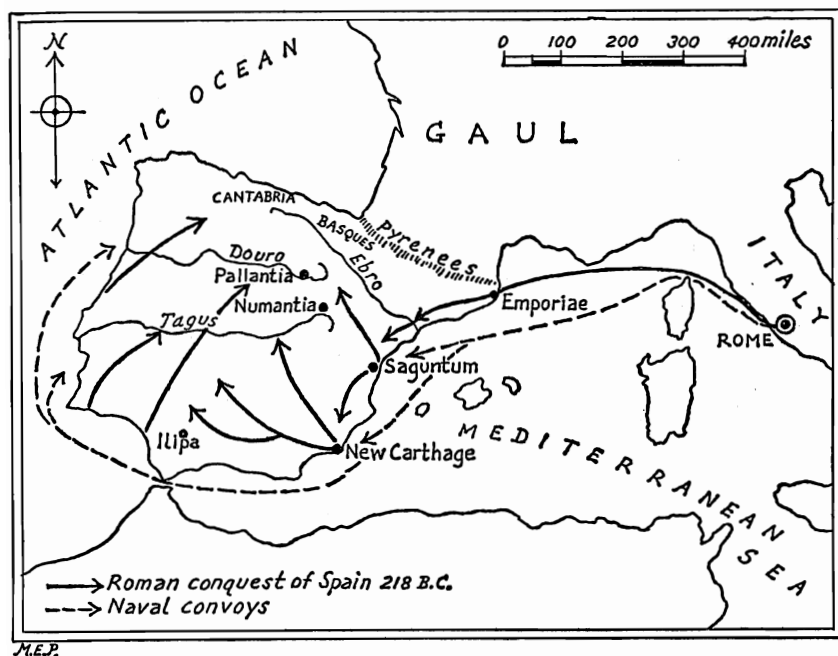 N
0 100 200 300 400 miles
ATLANTIC OCEAN
GAUL
CANTABRIA
BASQUES
Pyrenees
Ebro
Douro
Pallantia
Numantia
Tagus
Emporiae
ITALY
ROME
Saguntum
Ilipa
New Carthage
MEDITERRANEAN SEA
Roman conquest of Spain 218 B.C.
Naval convoys
M.E.P.